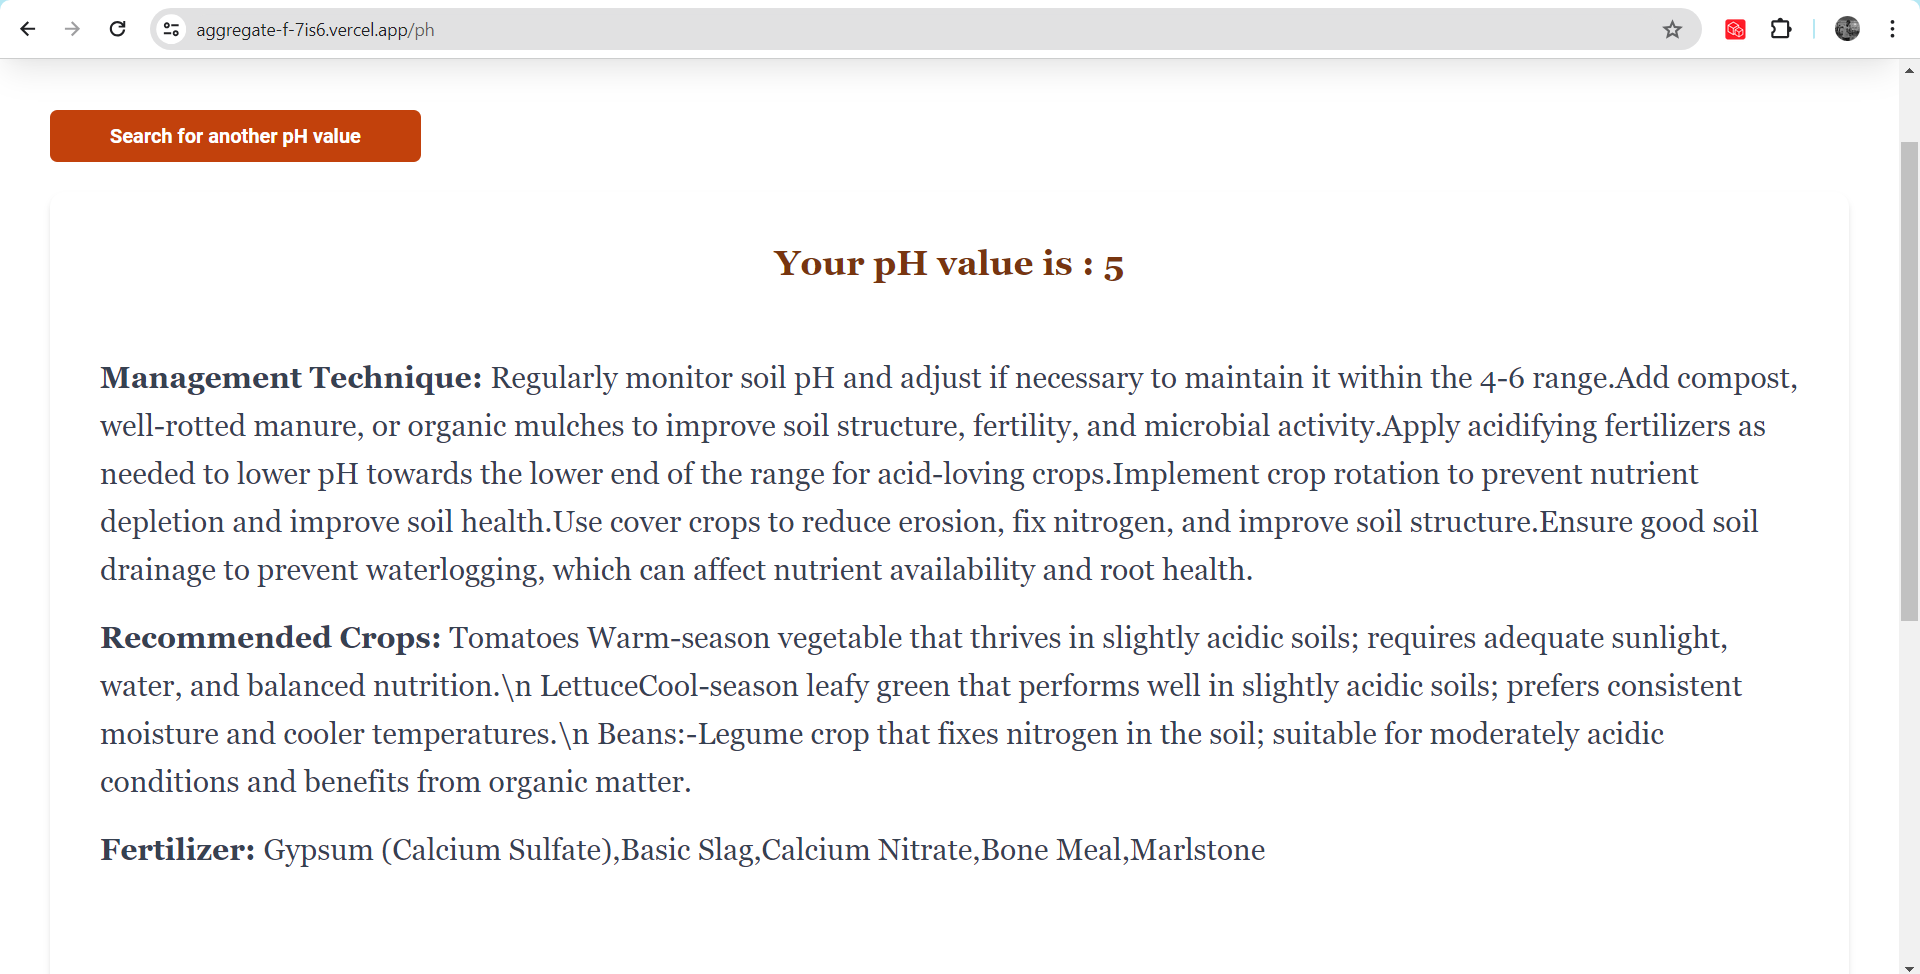 aggregate-f-7is6.vercel.app/ph
Search for another pH value
Your pH value is : 5
Management Technique: Regularly monitor soil pH and adjust if necessary to maintain it within the 4-6 range.Add compost,
well-rotted manure, or organic mulches to improve soil structure, fertility, and microbial activity.Apply acidifying fertilizers as
needed to lower pH towards the lower end of the range for acid-loving crops.Implement crop rotation to prevent nutrient
depletion and improve soil health.Use cover crops to reduce erosion, fix nitrogen, and improve soil structure.Ensure good soil
drainage to prevent waterlogging, which can affect nutrient availability and root health.
Recommended Crops: Tomatoes Warm-season vegetable that thrives in slightly acidic soils; requires adequate sunlight,
water, and balanced nutrition.\n LettuceCool-season leafy green that performs well in slightly acidic soils; prefers consistent
moisture and cooler temperatures.\n Beans:-Legume crop that fixes nitrogen in the soil; suitable for moderately acidic
conditions and benefits from organic matter.
Fertilizer: Gypsum (Calcium Sulfate),Basic Slag,Calcium Nitrate,Bone Meal,Marlstone